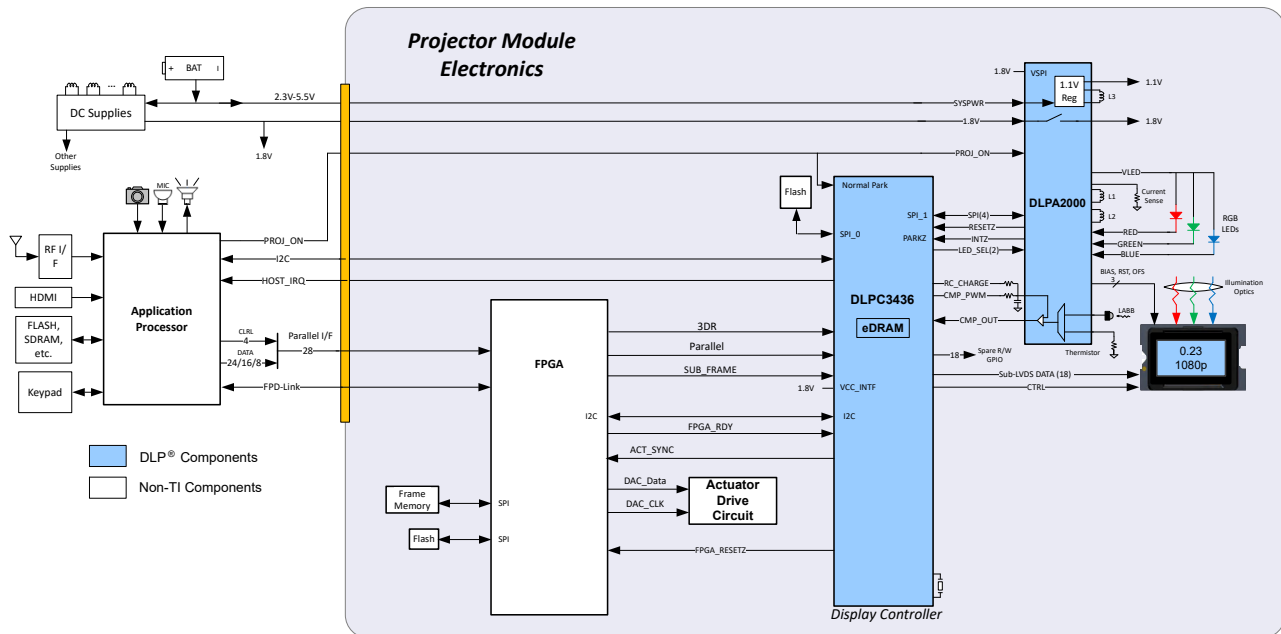 Projector Module
Electronics
+ BAT I
DC Supplies
2.3V-5.5V
1.8V
Other
Supplies
SYSPWR
1.8V
PROJ_ON
1.8V
VSPI
1.1V
Reg
1.1V
L3
1.8V
DLPA2000
VLED
Current
Sense
L1
L2
RGB
LEDs
RED
GREEN
BLUE
BIAS, RST, OFS
3
Illumination
Optics
LABB
Thermistor
0.23
1080p
MIC
RF I/
F
HDMI
FLASH,
SDRAM,
etc.
Keypad
Application
Processor
PROJ_ON
I2C
HOST_IRQ
CLRL
4
DATA
24/16/8
Parallel I/F
28
FPD-Link
Flash
Normal Park
SPI_0
SPI_1
PARKZ
SPI(4)
RESETZ
INTZ
LED_SEL(2)
DLPC3436
eDRAM
RC_CHARGE
CMP_PWM
CMP_OUT
18
Spare R/W
GPIO
Sub-LVDS DATA (18)
CTRL
1.8V
VCC_INTF
I2C
FPGA
3DR
Parallel
SUB_FRAME
I2C
FPGA_RDY
ACT_SYNC
DAC_Data
DAC_CLK
Actuator
Drive
Circuit
FPGA_RESETZ
Frame
Memory
SPI
Flash
SPI
Display Controller
DLP® Components
Non-TI Components